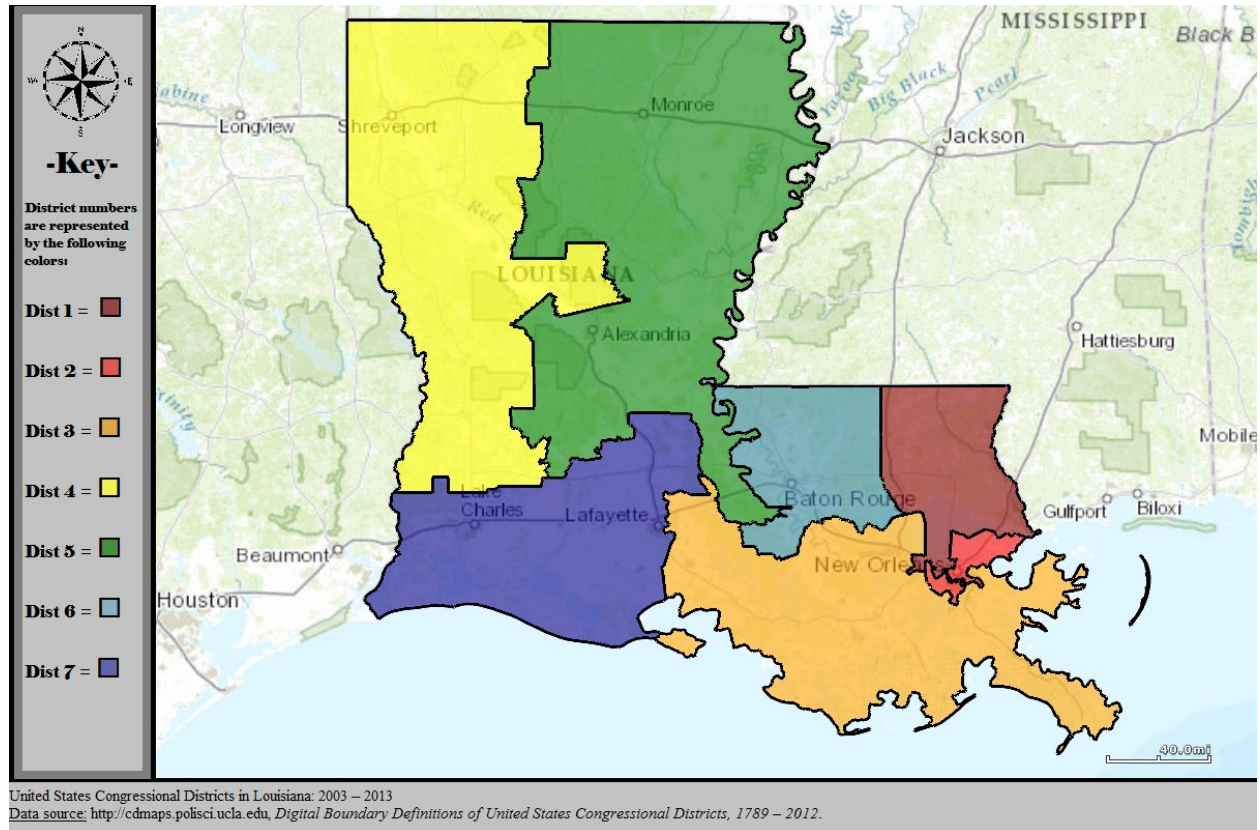 N
W
E
S
-Key-
District numbers
are represented
by the following
colors:
Dist 1 =
Dist 2 =
Dist 3 =
Dist 4 =
Dist 5 =
Dist 6 =
Dist 7 =
MISSISSIPPI
Black B
Big
Yazoo
Big Black
Pearl
Tombigb
Sabine
Longview
Shreveport
Monroe
Jackson
Red
LOUISIANA
Alexandria
Hattiesburg
Trinity
Mobile
Lake
Charles
Lafayette
Baton Rouge
Gulfport
Biloxi
Beaumont
New Orleans
Houston
40.0mi
United States Congressional Districts in Louisiana: 2003 – 2013
Data source: http://cdmaps.polisci.ucla.edu, Digital Boundary Definitions of United States Congressional Districts, 1789 – 2012.